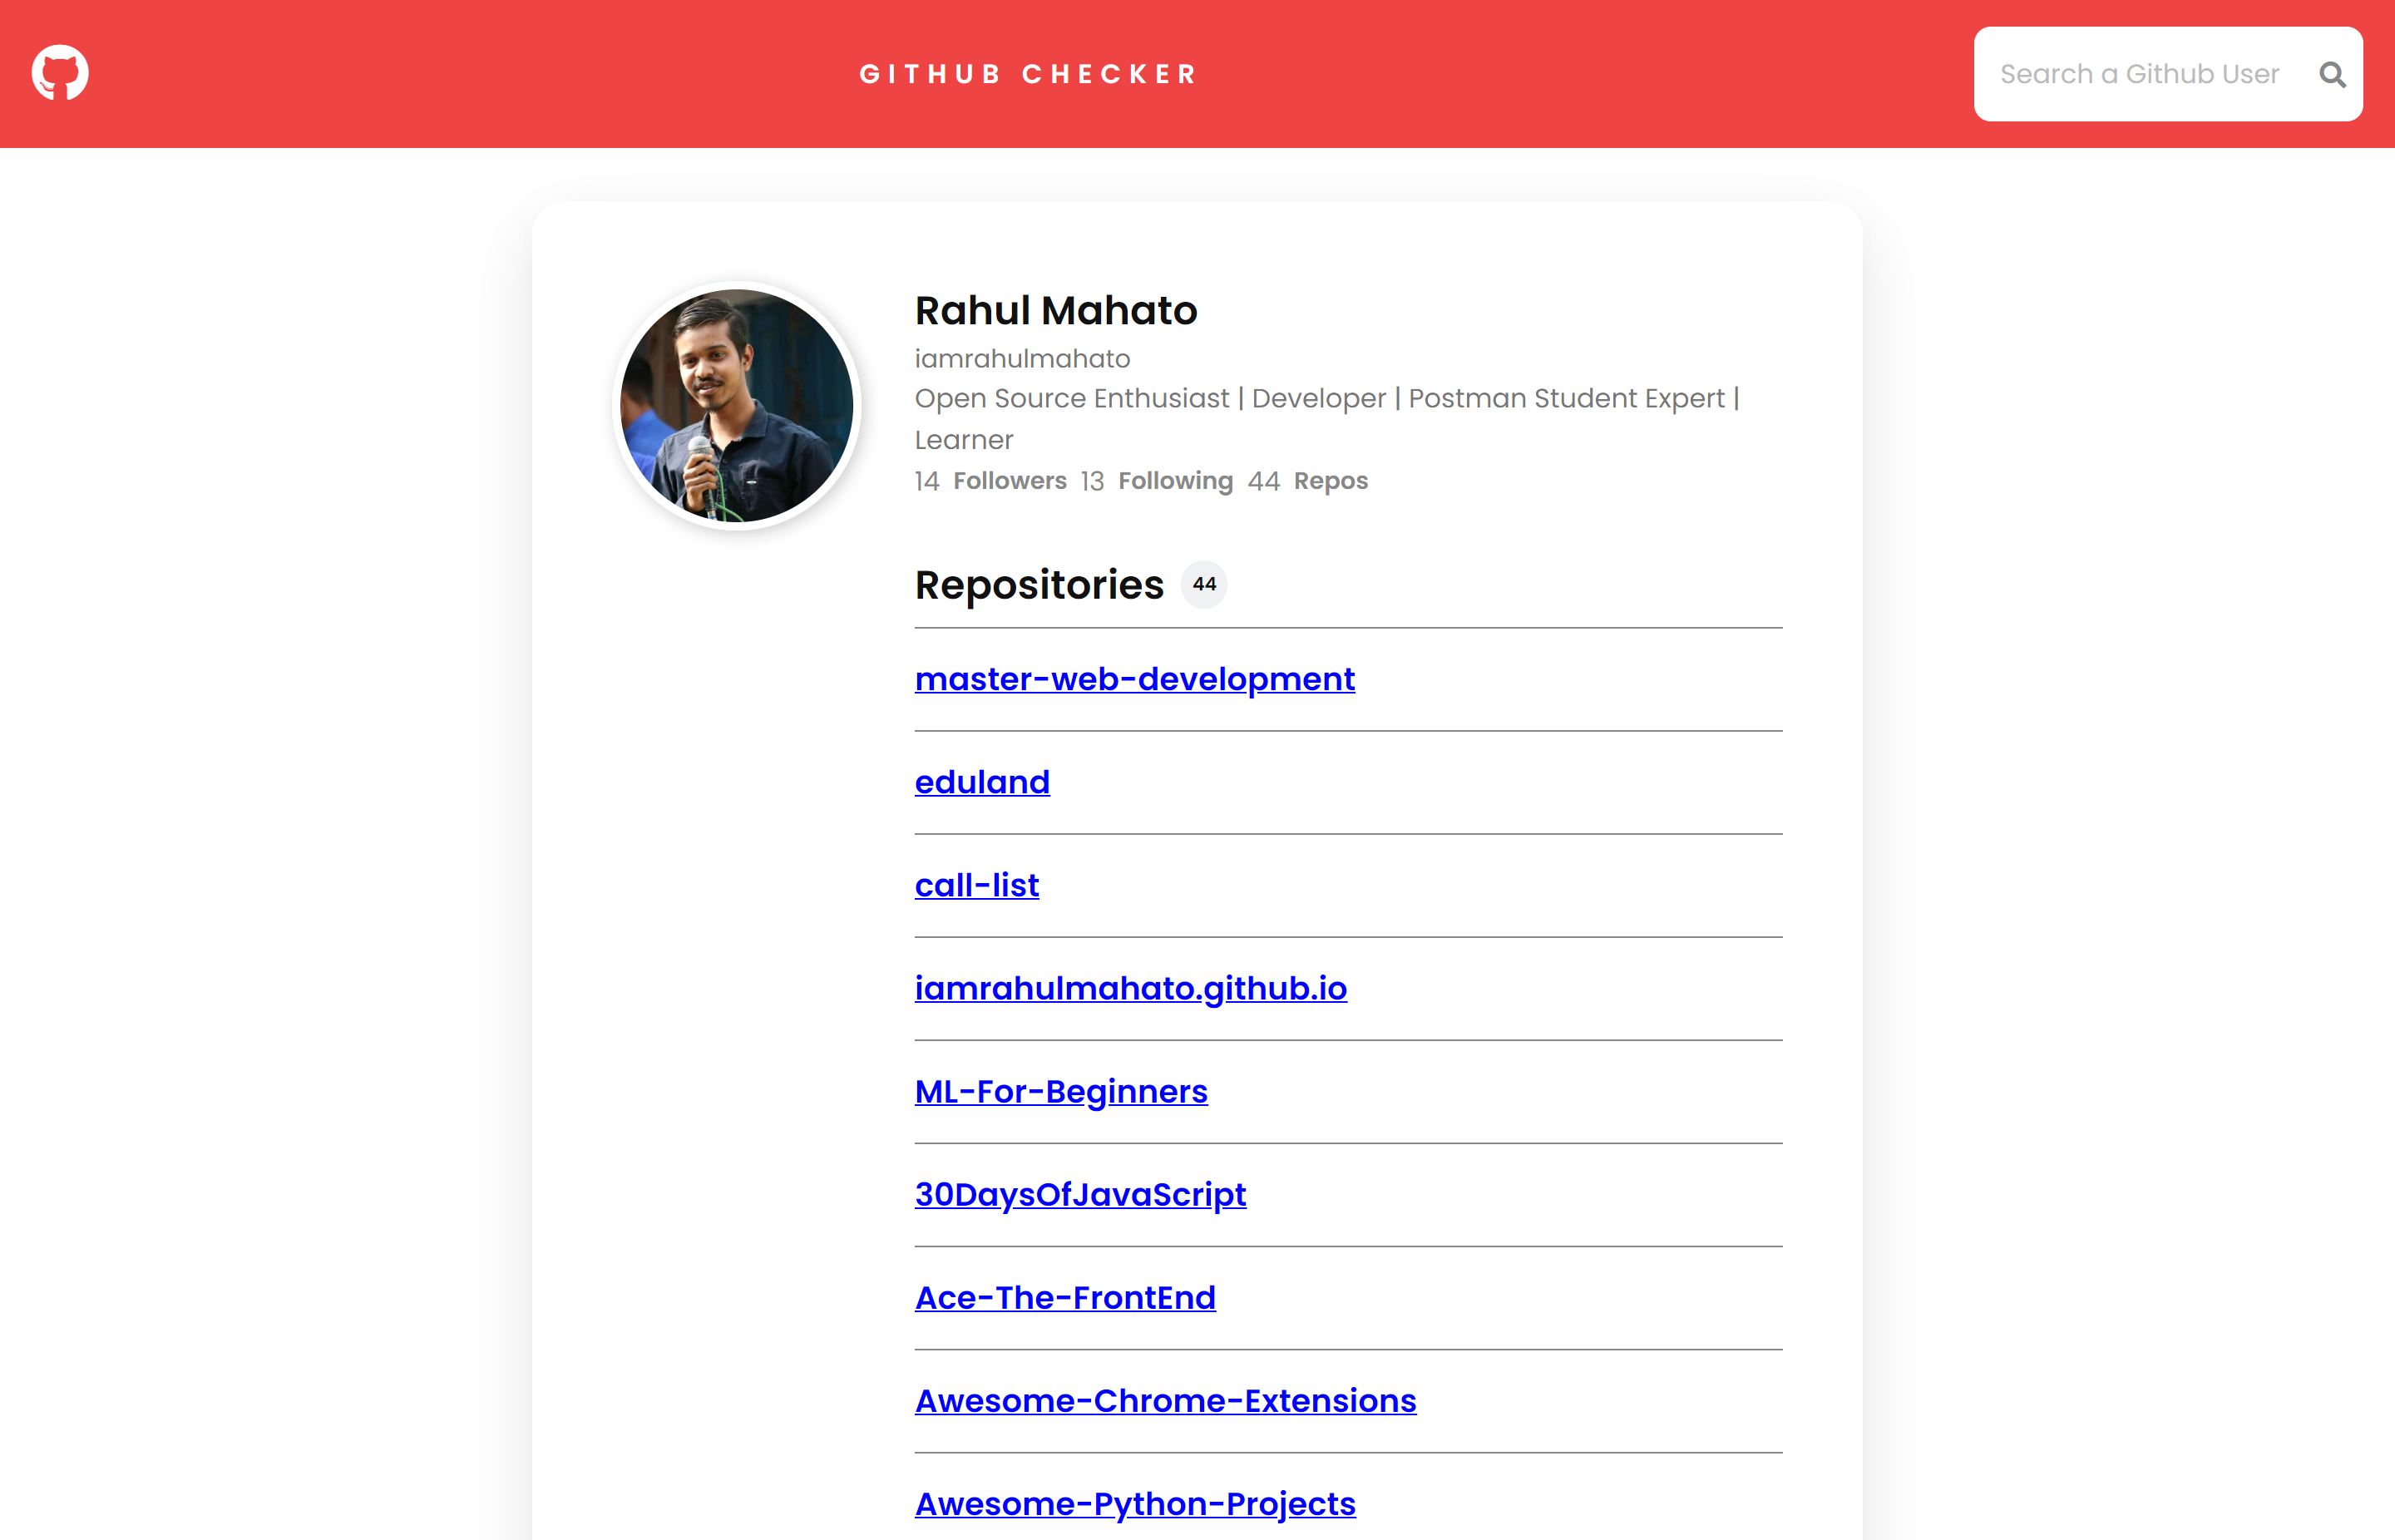 GITHUB CHECKER
Search a Github User
Rahul Mahato
iamrahulmahato
Open Source Enthusiast | Developer | Postman Student Expert |
Learner
14 Followers 13 Following 44 Repos
Repositories 44
master-web-development
eduland
call-list
iamrahulmahato.github.io
ML-For-Beginners
30DaysOfJavaScript
Ace-The-FrontEnd
Awesome-Chrome-Extensions
Awesome-Python-Projects